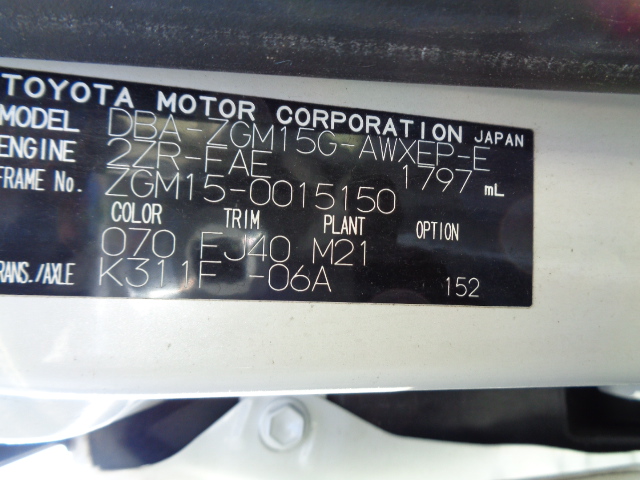 TOYOTA MOTOR CORPORATION JAPAN
MODEL DBA-ZGM15G-AWXEP-E
ENGINE 2ZR-FAE 1797 mL
FRAME No. ZGM15-0015150
COLOR TRIM PLANT OPTION
070 FJ40 M21
TRANS./AXLE K311F -06A 152